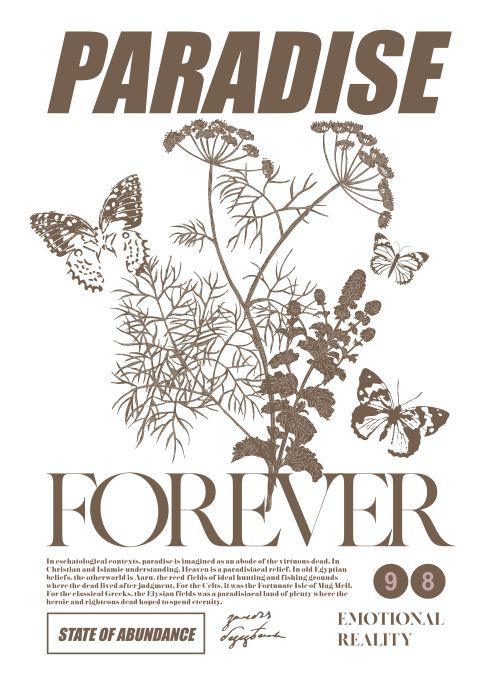 PARADISE
FOREVER
In eschatological contexts, paradise is imagined as an abode of the virtuous dead. In
Christian and Islamic understanding, Heaven is a paradisiacal relief. In old Egyptian
beliefs, the otherworld is Aaru, the reed-fields of ideal hunting and fishing grounds
where the dead lived after judgment. For the Celts, it was the Fortunate Isle of Mag Mell.
For the classical Greeks, the Elysian fields was a paradisiacal land of plenty where the
heroic and righteous dead hoped to spend eternity.
9 8
STATE OF ABUNDANCE
EMOTIONAL
REALITY